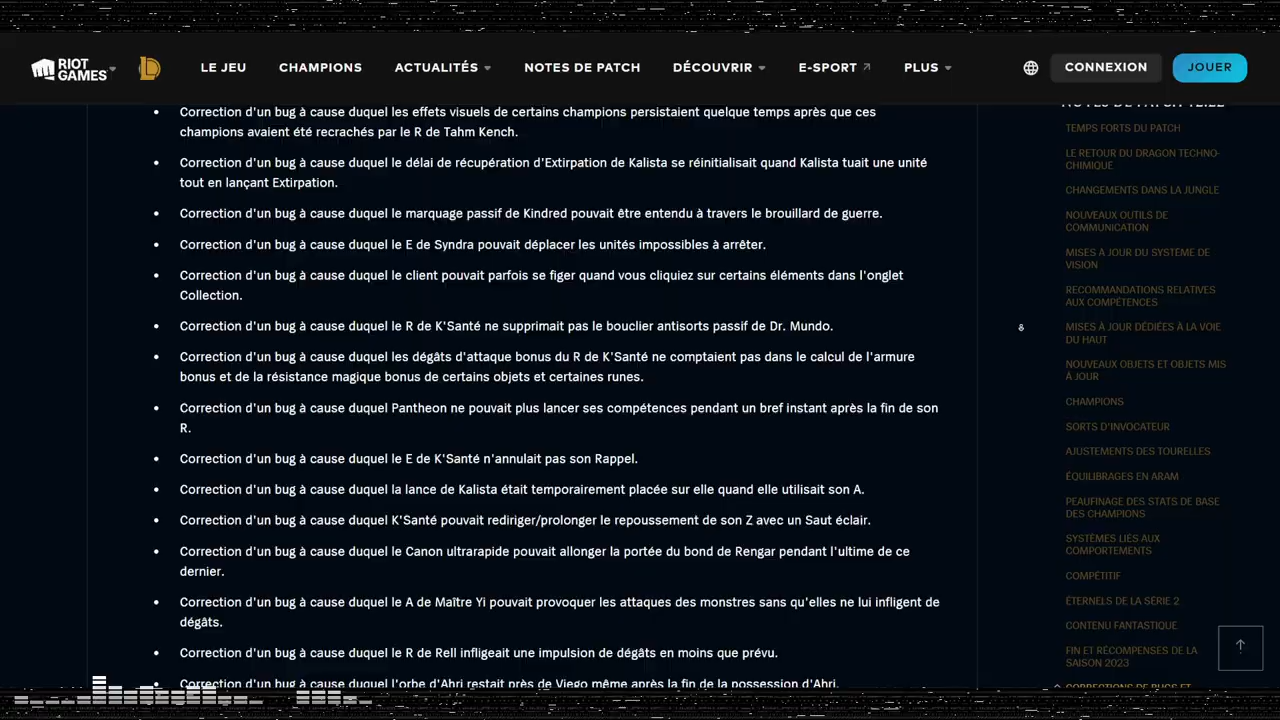 RIOT GAMES
LE JEU
CHAMPIONS
ACTUALITÉS
NOTES DE PATCH
DÉCOUVRIR
E-SPORT
PLUS
CONNEXION
JOUER
Correction d'un bug à cause duquel les effets visuels de certains champions persistaient quelque temps après que ces
champions avaient été recrachés par le R de Tahm Kench.
Correction d'un bug à cause duquel le délai de récupération d'Extirpation de Kalista se réinitialisait quand Kalista tuait une unité
tout en lançant Extirpation.
Correction d'un bug à cause duquel le marquage passif de Kindred pouvait être entendu à travers le brouillard de guerre.
Correction d'un bug à cause duquel le E de Syndra pouvait déplacer les unités impossibles à arrêter.
Correction d'un bug à cause duquel le client pouvait parfois se figer quand vous cliquiez sur certains éléments dans l'onglet
Collection.
Correction d'un bug à cause duquel le R de K'Santé ne supprimait pas le bouclier antisorts passif de Dr. Mundo.
Correction d'un bug à cause duquel les dégâts d'attaque bonus du R de K'Santé ne comptaient pas dans le calcul de l'armure
bonus et de la résistance magique bonus de certains objets et certaines runes.
Correction d'un bug à cause duquel Pantheon ne pouvait plus lancer ses compétences pendant un bref instant après la fin de son
R.
Correction d'un bug à cause duquel le E de K'Santé n'annulait pas son Rappel.
Correction d'un bug à cause duquel la lance de Kalista était temporairement placée sur elle quand elle utilisait son A.
Correction d'un bug à cause duquel K'Santé pouvait rediriger/prolonger le repoussement de son Z avec un Saut éclair.
Correction d'un bug à cause duquel le Canon ultrarapide pouvait allonger la portée du bond de Rengar pendant l'ultime de ce
dernier.
Correction d'un bug à cause duquel le A de Maître Yi pouvait provoquer les attaques des monstres sans qu'elles ne lui infligent de
dégâts.
Correction d'un bug à cause duquel le R de Rell infligeait une impulsion de dégâts en moins que prévu.
Correction d'un bug à cause duquel l'orbe d'Ahri restait près de Viego même après la fin de la possession d'Ahri.
TEMPS FORTS DU PATCH
LE RETOUR DU DRAGON TECHNO-
CHIMIQUE
CHANGEMENTS DANS LA JUNGLE
NOUVEAUX OUTILS DE
COMMUNICATION
MISES À JOUR DU SYSTÈME DE
VISION
RECOMMANDATIONS RELATIVES
AUX COMPÉTENCES
MISES À JOUR DÉDIÉES À LA VOIE
DU HAUT
NOUVEAUX OBJETS ET OBJETS MIS
À JOUR
CHAMPIONS
SORTS D'INVOCATEUR
AJUSTEMENTS DES TOURELLES
ÉQUILIBRAGES EN ARAM
PEAUFINAGE DES STATS DE BASE
DES CHAMPIONS
SYSTÈMES LIÉS AUX
COMPORTEMENTS
COMPÉTITIF
ÉTERNELS DE LA SÉRIE 2
CONTENU FANTASTIQUE
FIN ET RÉCOMPENSES DE LA
SAISON 2023
CORRECTIONS DE BUGS ET